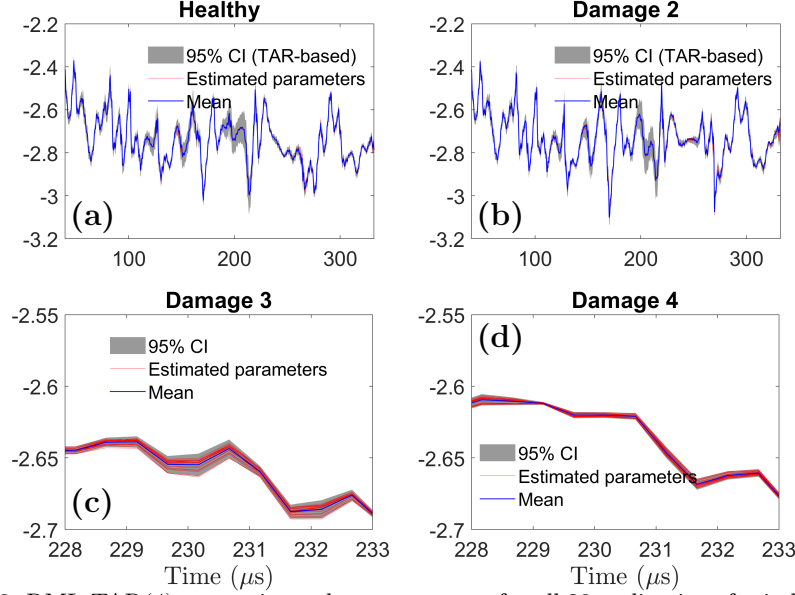 Healthy
-2.2
-2.4
-2.6
-2.8
-3
-3.2
95% CI (TAR-based)
Estimated parameters
Mean
(a)
100
200
300
Damage 2
-2.2
-2.4
-2.6
-2.8
-3
-3.2
95% CI (TAR-based)
Estimated parameters
Mean
(b)
100
200
300
Damage 3
-2.55
-2.6
-2.65
-2.7
95% CI
Estimated parameters
Mean
(c)
228
229
230
231
232
233
Time (μs)
Damage 4
-2.55
-2.6
-2.65
-2.7
(d)
95% CI
Estimated parameters
Mean
228
229
230
231
232
233
Time (μs)